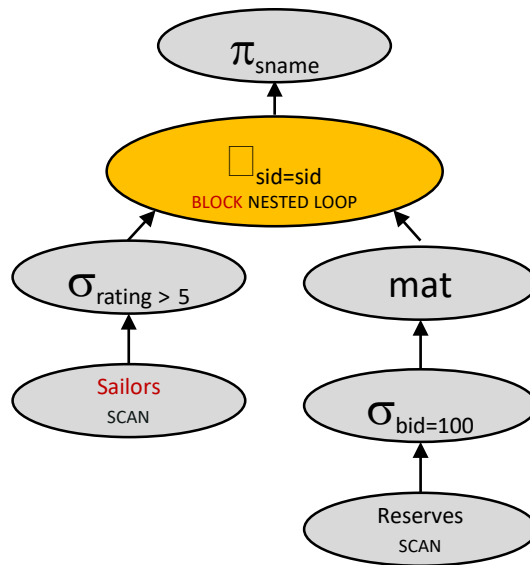 π sname
□ sid=sid
BLOCK NESTED LOOP
σ rating > 5
mat
Sailors
SCAN
σ bid=100
Reserves
SCAN